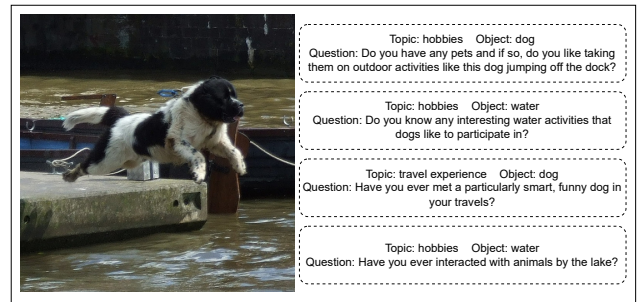 Topic: hobbies Object: dog
Question: Do you have any pets and if so, do you like taking
them on outdoor activities like this dog jumping off the dock?
Topic: hobbies Object: water
Question: Do you know any interesting water activities that
dogs like to participate in?
Topic: travel experience Object: dog
Question: Have you ever met a particularly smart, funny dog in
your travels?
Topic: hobbies Object: water
Question: Have you ever interacted with animals by the lake?